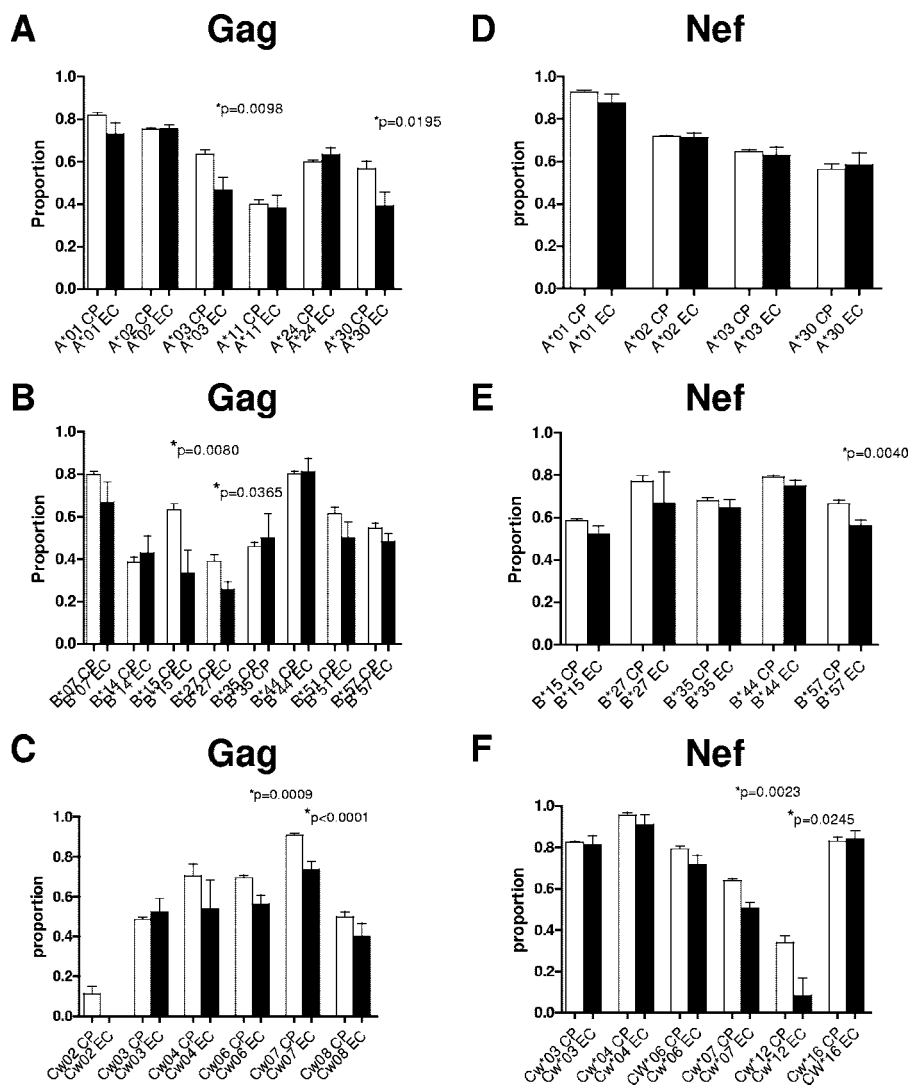 A
Gag
1.0
0.8
0.6
0.4
0.2
0.0
Proportion
*p=0.0098
*p=0.0195
A*01 CP
A*01 EC
A*02 CP
A*02 EC
A*03 CP
A*03 EC
A*11 CP
A*11 EC
A*24 CP
A*24 EC
A*30 CP
A*30 EC
D
Nef
1.0
0.8
0.6
0.4
0.2
0.0
proportion
A*01 CP
A*01 EC
A*02 CP
A*02 EC
A*03 CP
A*03 EC
A*30 CP
A*30 EC
B
Gag
1.0
0.8
0.6
0.4
0.2
0.0
Proportion
*p=0.0080
*p=0.0365
B*07 CP
B*07 EC
B*14 CP
B*14 EC
B*15 CP
B*15 EC
B*27 CP
B*27 EC
B*35 CP
B*35 CP
B*44 CP
B*44 EC
B*51 CP
B*51 EC
B*57 CP
B*57 EC
E
Nef
1.0
0.8
0.6
0.4
0.2
0.0
Proportion
*p=0.0040
B*15 CP
B*15 EC
B*27 CP
B*27 EC
B*35 CP
B*35 EC
B*44 CP
B*44 EC
B*57 CP
B*57 EC
C
Gag
1.0
0.8
0.6
0.4
0.2
0.0
proportion
*p=0.0009
*p<0.0001
Cw02 CP
Cw02 EC
Cw03 CP
Cw03 EC
Cw04 CP
Cw04 EC
Cw06 CP
Cw06 EC
Cw07 CP
Cw07 EC
Cw08 CP
Cw08 EC
F
Nef
1.0
0.8
0.6
0.4
0.2
0.0
proportion
*p=0.0023
*p=0.0245
Cw*03 CP
Cw*03 EC
Cw*04 CP
Cw*04 EC
CW*06 CP
Cw*06 EC
Cw*07 CP
Cw*07 EC
Cw*12 CP
Cw*12 EC
Cw*16 CP
CW*16 EC